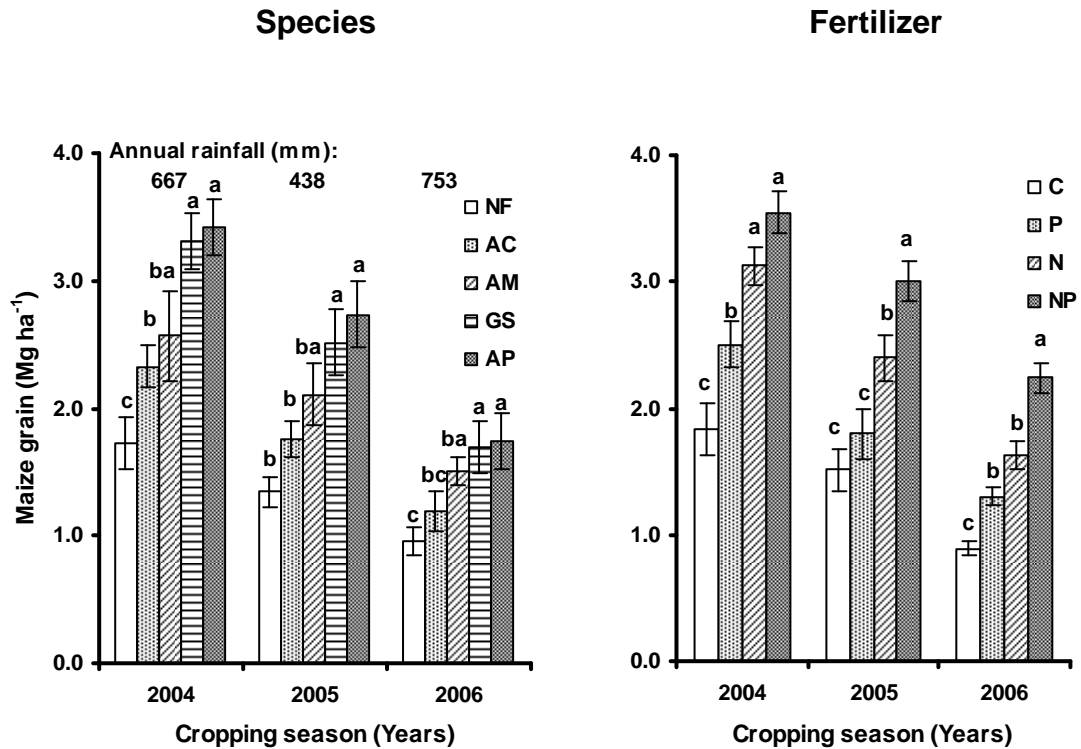 Species
Annual rainfall (mm):
667 438 753
4.0
3.0
2.0
1.0
0.0
Maize grain (Mg ha⁻¹)
c b ba a a
b b ba a a
c bc ba a a
NF
AC
AM
GS
AP
2004 2005 2006
Cropping season (Years)
Fertilizer
4.0
3.0
2.0
1.0
0.0
c b a a
c c b a
c b b a
C
P
N
NP
2004 2005 2006
Cropping season (Years)